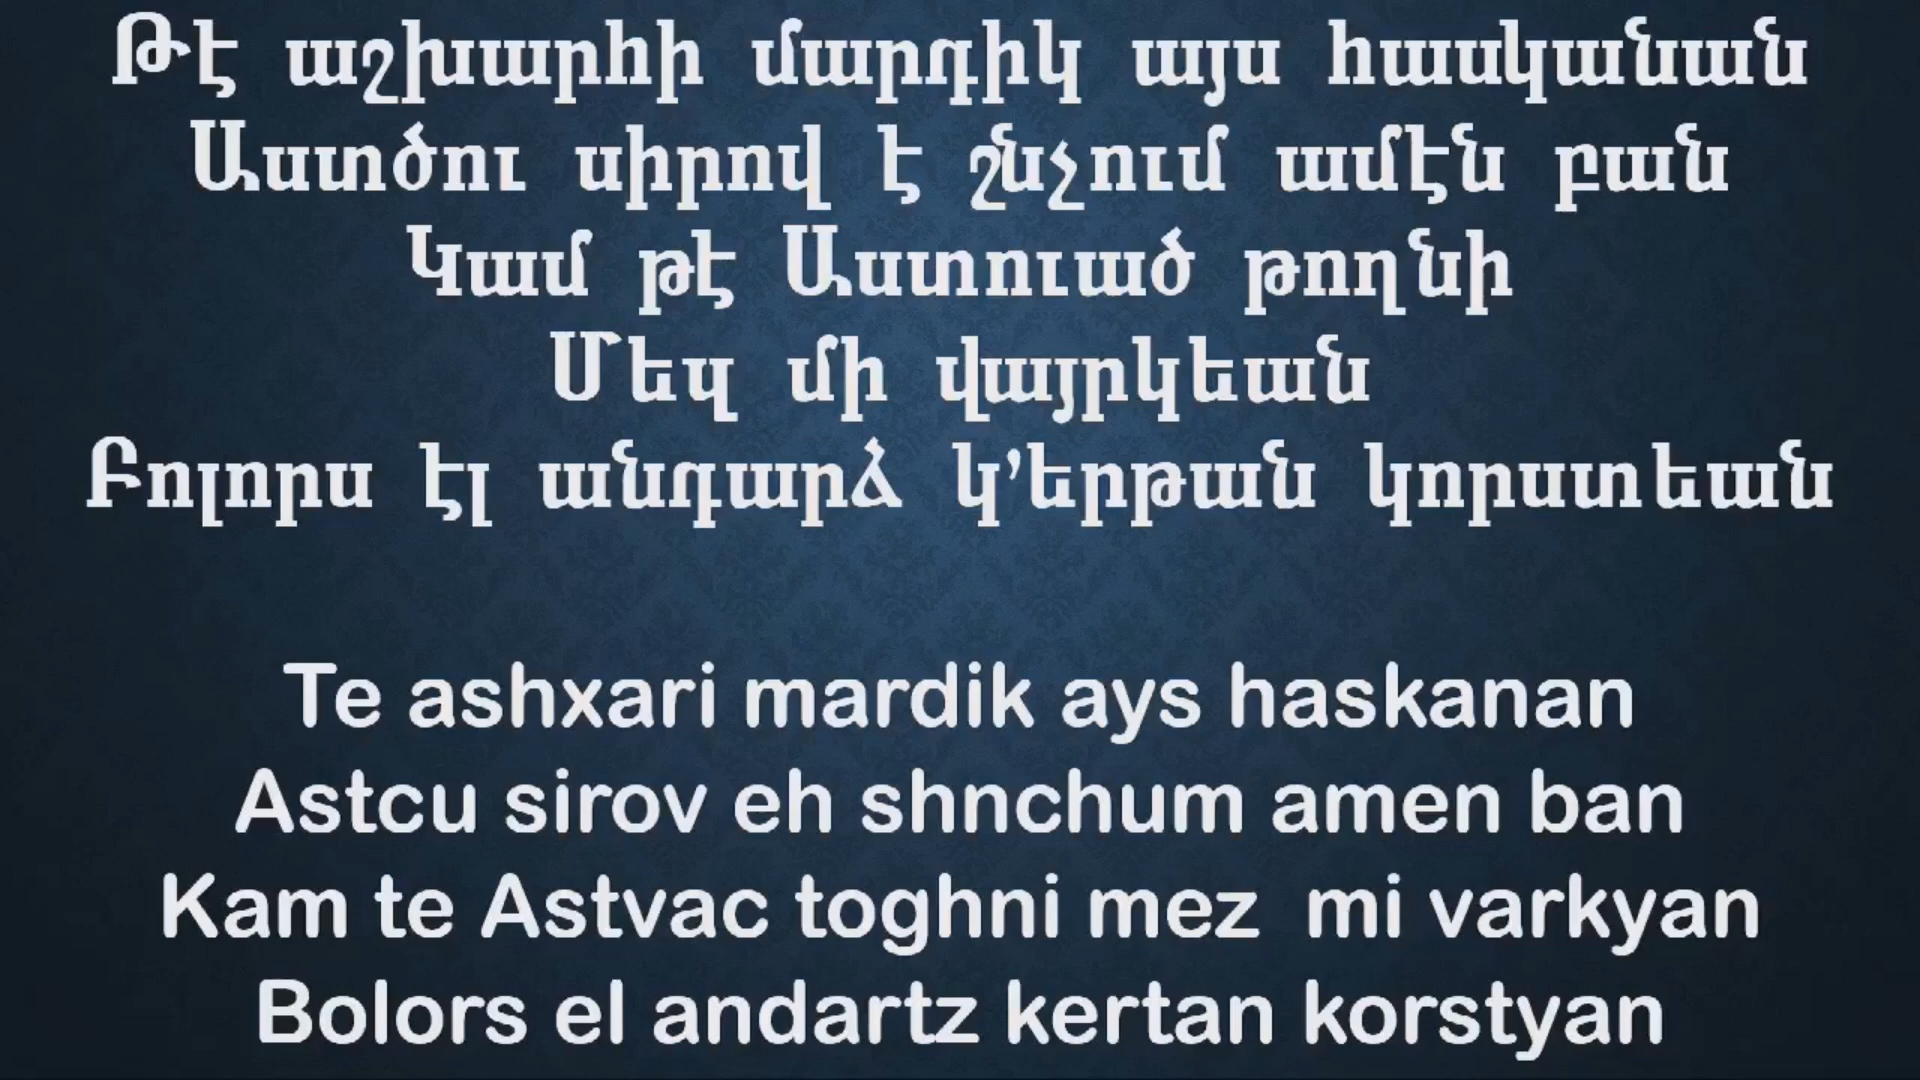 Թէ աշխարհի մարդիկ այս հասկանան
Աստծու սիրով է շնչում ամէն բան
Կամ թէ Աստուած թողնի
Մեզ մի վայրկեան
Բոլորս էլ անդարձ կ’երթան կորստեան
Te ashxari mardik ays haskanan
Astcu sirov eh shnchum amen ban
Kam te Astvac toghni mez mi varkyan
Bolors el andartz kertan korstyan